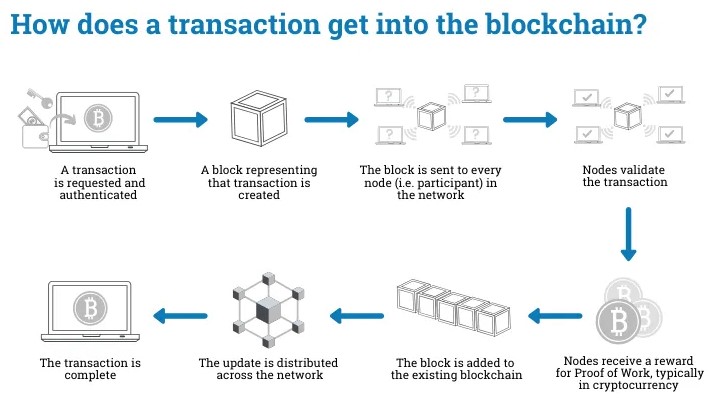 How does a transaction get into the blockchain?
A transaction
is requested and
authenticated
A block representing
that transaction is
created
The block is sent to every
node (i.e. participant) in
the network
Nodes validate
the transaction
Nodes receive a reward
for Proof of Work, typically
in cryptocurrency
The block is added to
the existing blockchain
The update is distributed
across the network
The transaction is
complete